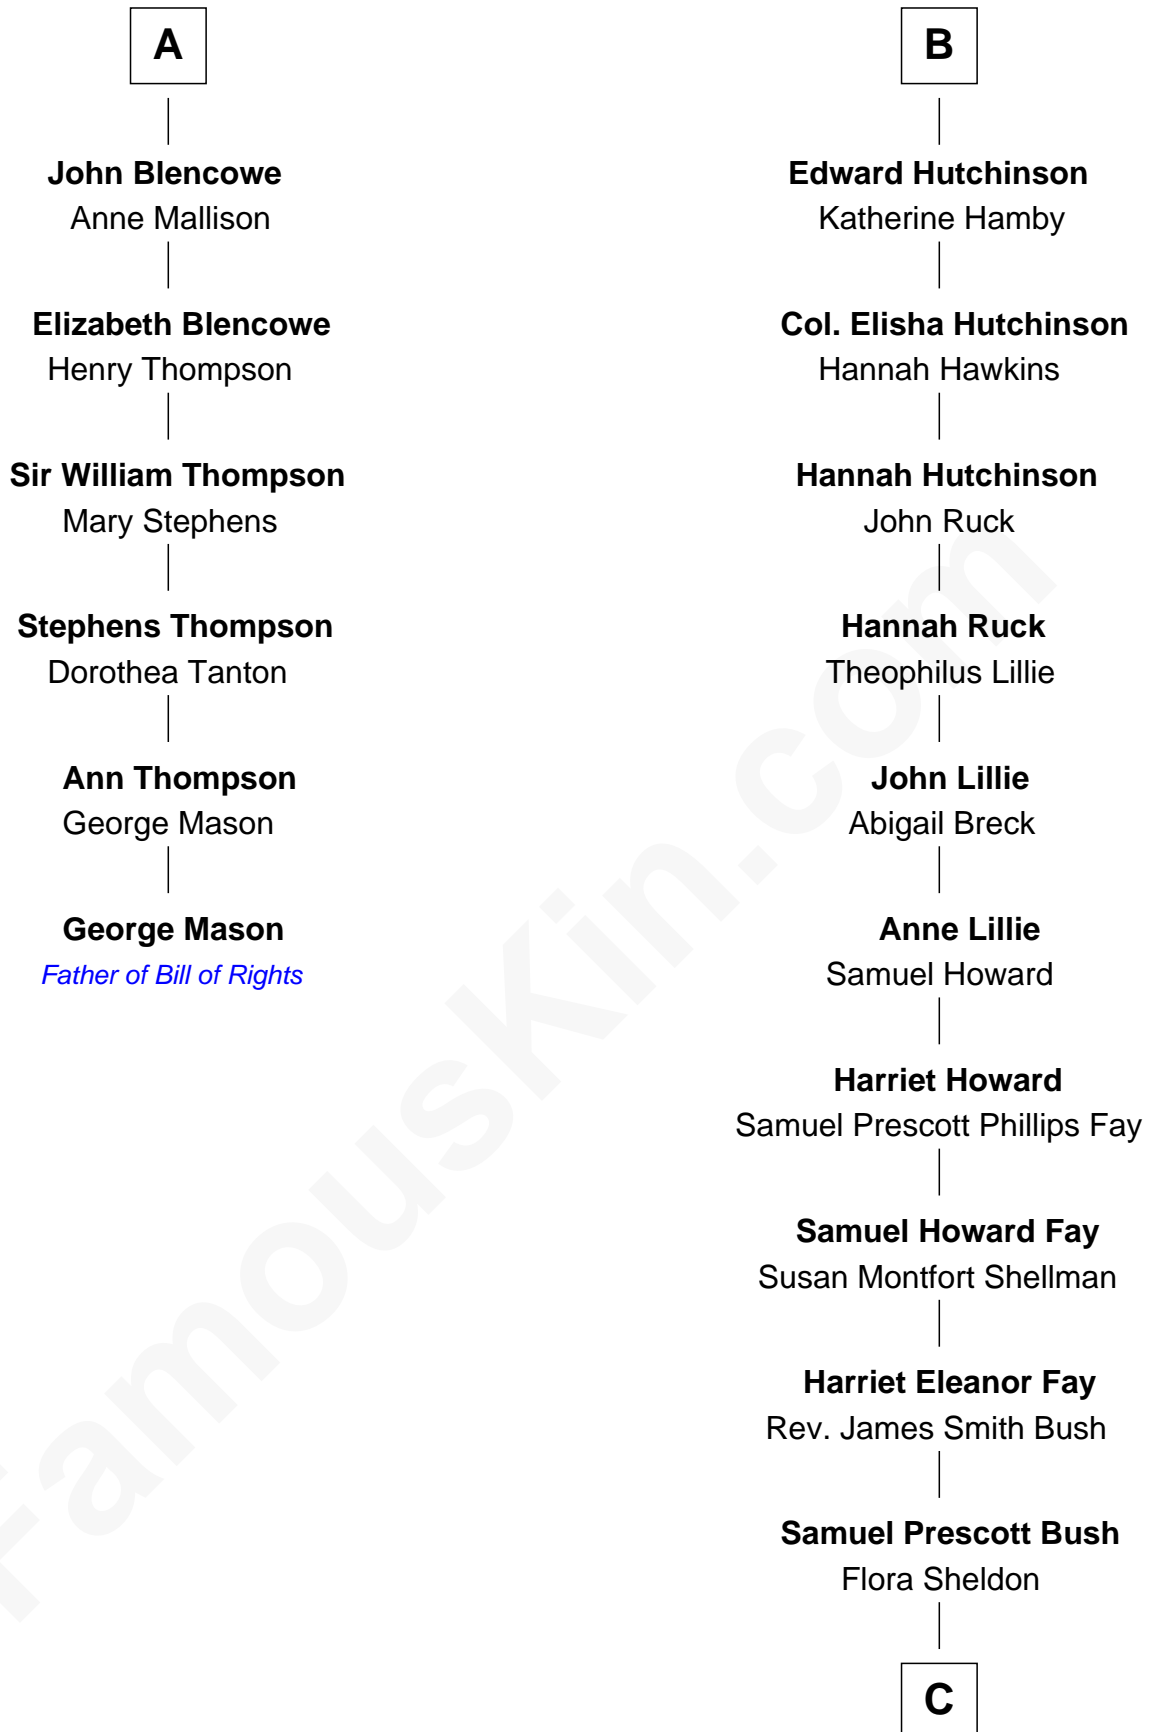 A
John Blencowe
Anne Mallison
Elizabeth Blencowe
Henry Thompson
Sir William Thompson
Mary Stephens
Stephens Thompson
Dorothea Tanton
Ann Thompson
George Mason
George Mason
Father of Bill of Rights
B
Edward Hutchinson
Katherine Hamby
Col. Elisha Hutchinson
Hannah Hawkins
Hannah Hutchinson
John Ruck
Hannah Ruck
Theophilus Lillie
John Lillie
Abigail Breck
Anne Lillie
Samuel Howard
Harriet Howard
Samuel Prescott Phillips Fay
Samuel Howard Fay
Susan Montfort Shellman
Harriet Eleanor Fay
Rev. James Smith Bush
Samuel Prescott Bush
Flora Sheldon
C
FamousKin.com